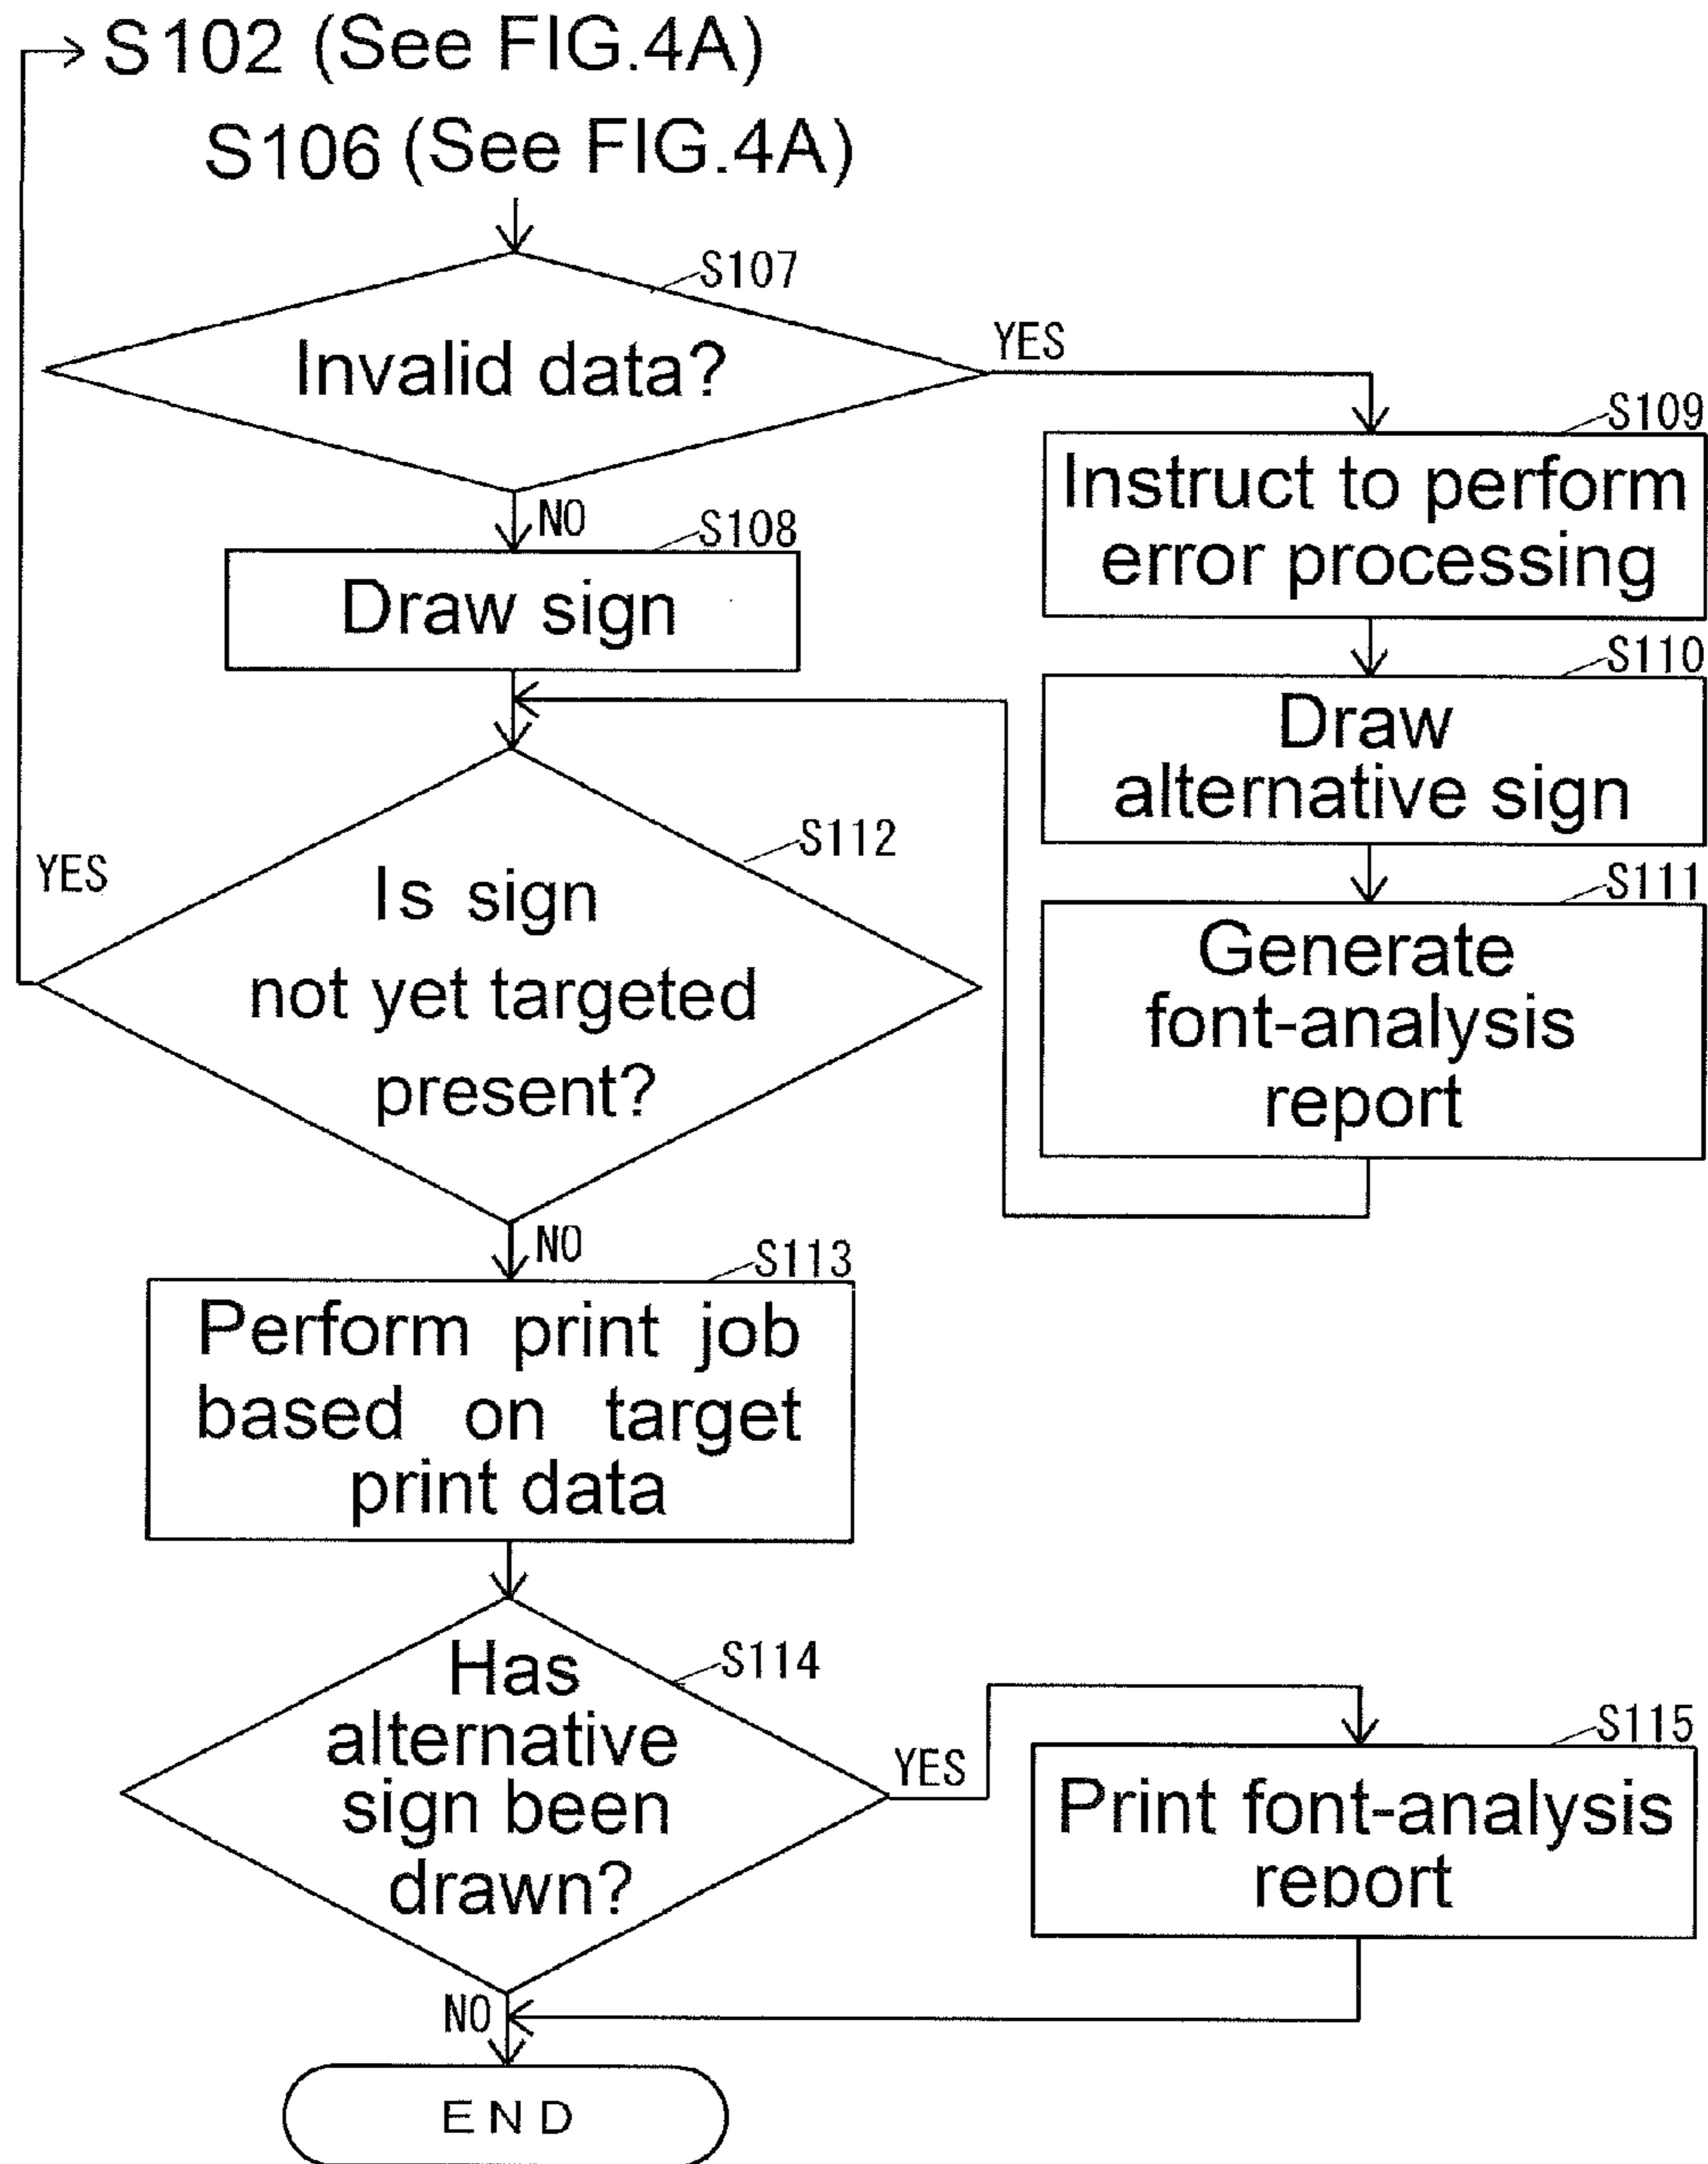 S102 (See FIG.4A)
S106 (See FIG.4A)
S107
Invalid data?
YES
NO
S108
Draw sign
S109
Instruct to perform
error processing
S110
Draw
alternative sign
S111
Generate
font-analysis
report
S112
Is sign
not yet targeted
present?
YES
NO
S113
Perform print job
based on target
print data
S114
Has
alternative
sign been
drawn?
YES
S115
Print font-analysis
report
NO
END